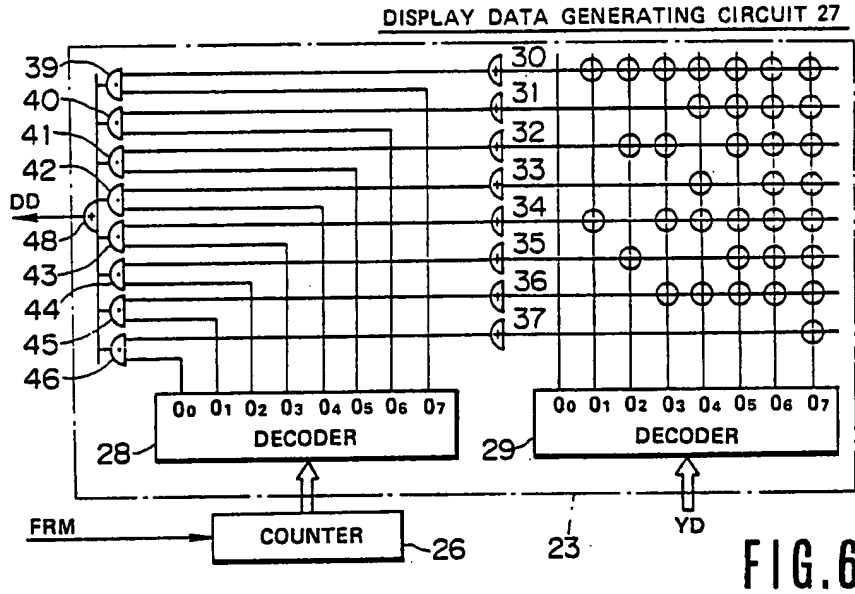 DISPLAY DATA GENERATING CIRCUIT 27
39
40
41
42
DD
48
43
44
45
46
30
31
32
33
34
35
36
37
O0 O1 O2 O3 O4 O5 O6 O7
DECODER
28
O0 O1 O2 O3 O4 O5 O6 O7
DECODER
29
FRM
COUNTER
26
23
YD
FIG.6